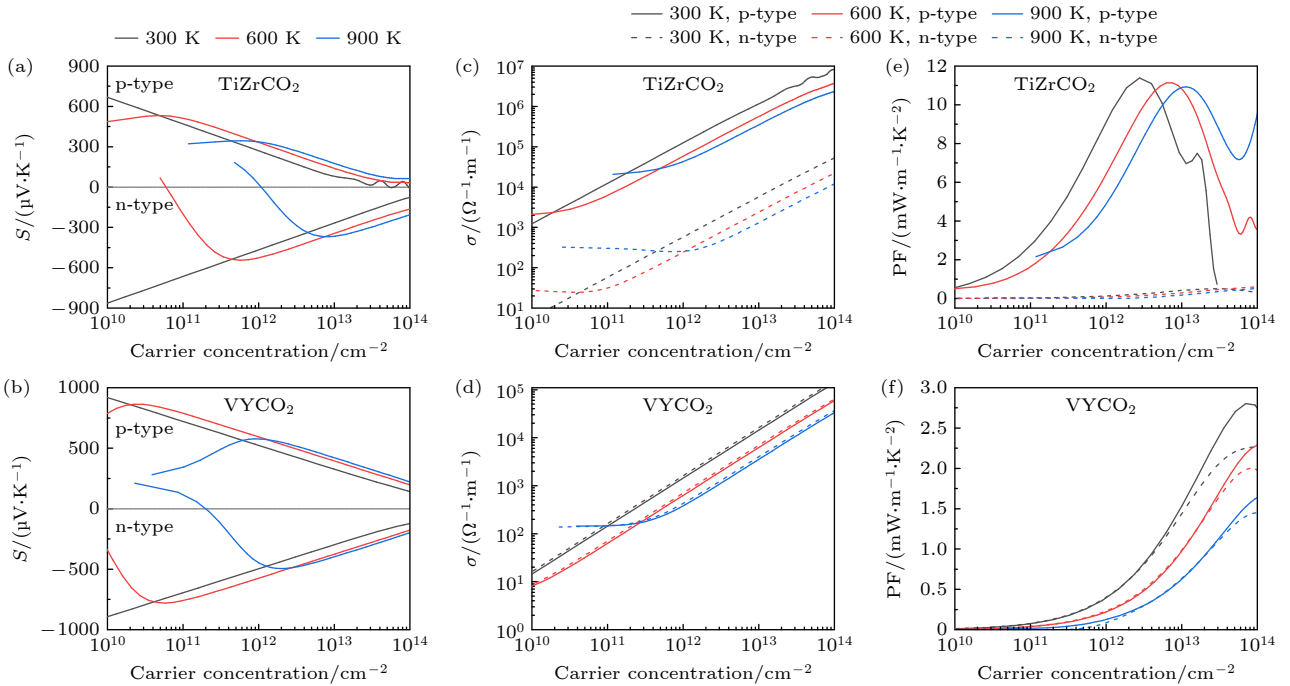 300 K 600 K 900 K
300 K, p-type 600 K, p-type 900 K, p-type
300 K, n-type 600 K, n-type 900 K, n-type
(a)
TiZrCO₂
p-type
n-type
900
600
300
0
−300
−600
−900
S/(μV·K⁻¹)
10¹⁰ 10¹¹ 10¹² 10¹³ 10¹⁴
Carrier concentration/cm⁻²
(c)
TiZrCO₂
10⁷
10⁶
10⁵
10⁴
10³
10²
10¹
σ/(Ω⁻¹·m⁻¹)
10¹⁰ 10¹¹ 10¹² 10¹³ 10¹⁴
Carrier concentration/cm⁻²
(e)
TiZrCO₂
12
10
8
6
4
2
0
PF/(mW·m⁻¹·K⁻²)
10¹⁰ 10¹¹ 10¹² 10¹³ 10¹⁴
Carrier concentration/cm⁻²
(b)
VYCO₂
p-type
n-type
1000
500
0
−500
−1000
S/(μV·K⁻¹)
10¹⁰ 10¹¹ 10¹² 10¹³ 10¹⁴
Carrier concentration/cm⁻²
(d)
VYCO₂
10⁵
10⁴
10³
10²
10¹
10⁰
σ/(Ω⁻¹·m⁻¹)
10¹⁰ 10¹¹ 10¹² 10¹³ 10¹⁴
Carrier concentration/cm⁻²
(f)
VYCO₂
3.0
2.5
2.0
1.5
1.0
0.5
0
PF/(mW·m⁻¹·K⁻²)
10¹⁰ 10¹¹ 10¹² 10¹³ 10¹⁴
Carrier concentration/cm⁻²